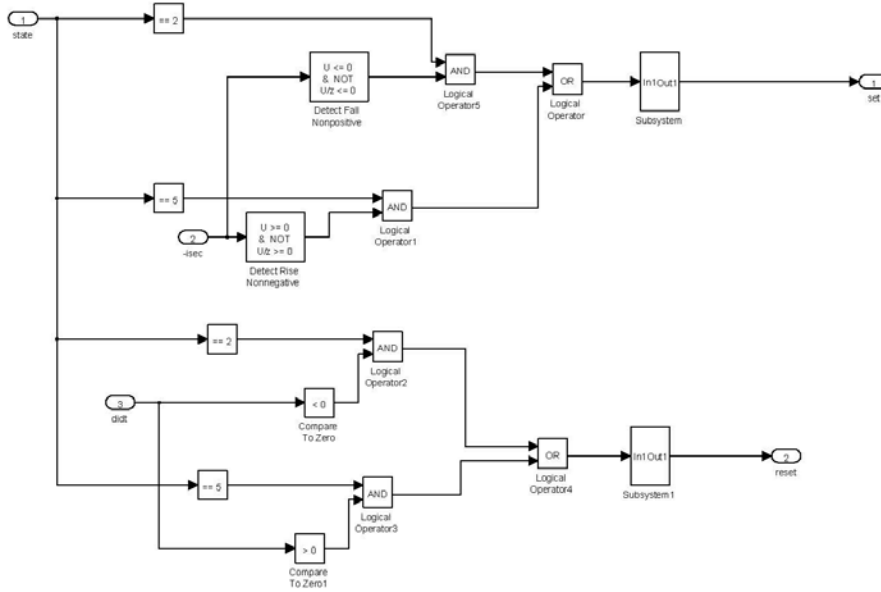 1
state
== 2
U <= 0
& NOT
U/z <= 0
Detect Fall
Nonpositive
AND
Logical
Operator5
OR
Logical
Operator
In1Out1
Subsystem
1
set
== 5
AND
Logical
Operator1
2
-isec
U >= 0
& NOT
U/z >= 0
Detect Rise
Nonnegative
== 2
AND
Logical
Operator2
3
didt
< 0
Compare
To Zero
== 5
AND
Logical
Operator3
> 0
Compare
To Zero1
OR
Logical
Operator4
In1Out1
Subsystem1
2
reset